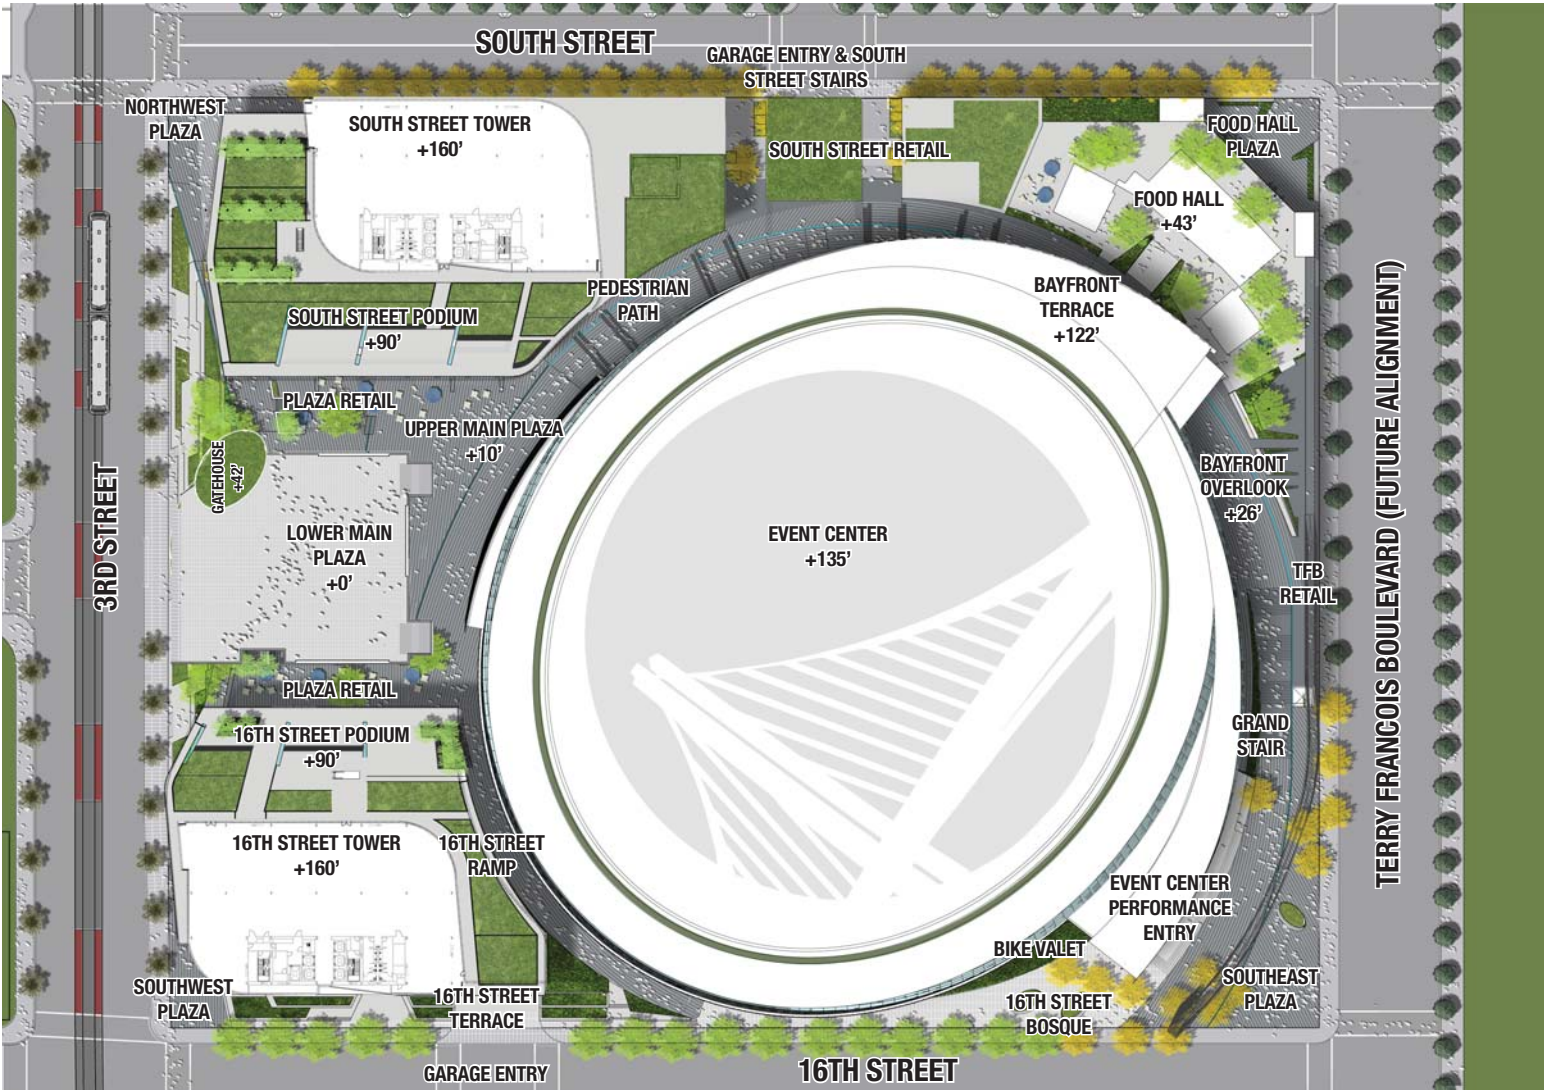 SOUTH STREET
GARAGE ENTRY & SOUTH
STREET STAIRS
NORTHWEST
PLAZA
SOUTH STREET TOWER
+160'
SOUTH STREET RETAIL
FOOD HALL
PLAZA
FOOD HALL
+43'
PEDESTRIAN
PATH
BAYFRONT
TERRACE
+122'
SOUTH STREET PODIUM
+90'
PLAZA RETAIL
UPPER MAIN PLAZA
+10'
GATEHOUSE
+42'
BAYFRONT
OVERLOOK
+26'
3RD STREET
LOWER MAIN
PLAZA
+0'
EVENT CENTER
+135'
TFB
RETAIL
TERRY FRANCOIS BOULEVARD (FUTURE ALIGNMENT)
PLAZA RETAIL
16TH STREET PODIUM
+90'
GRAND
STAIR
16TH STREET TOWER
+160'
16TH STREET
RAMP
EVENT CENTER
PERFORMANCE
ENTRY
BIKE VALET
SOUTHWEST
PLAZA
16TH STREET
TERRACE
16TH STREET
BOSQUE
SOUTHEAST
PLAZA
GARAGE ENTRY
16TH STREET